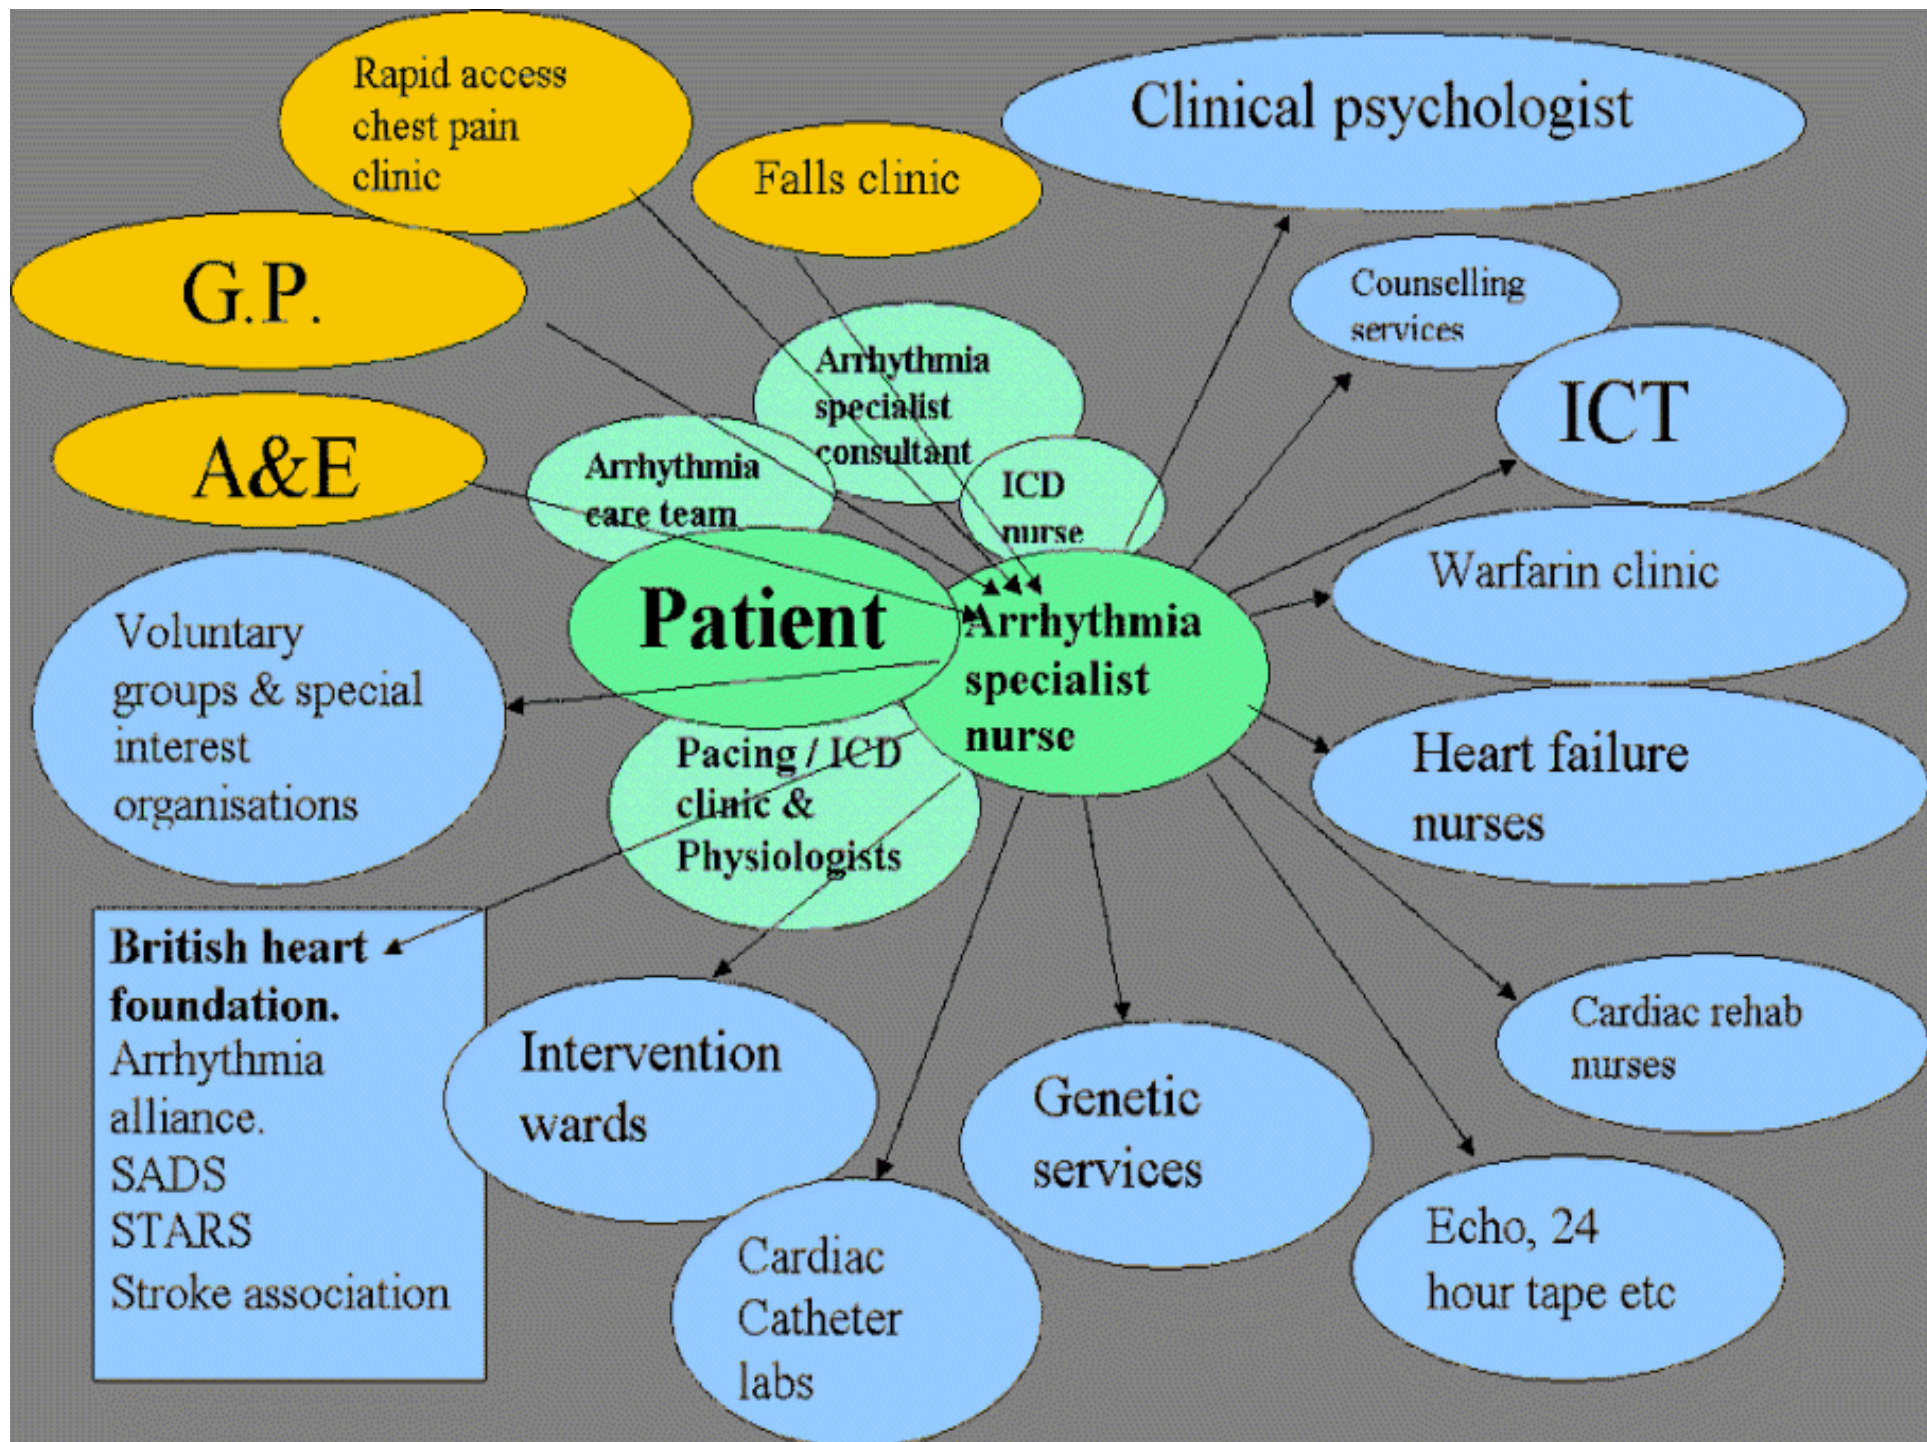 Rapid access
chest pain
clinic
Falls clinic
Clinical psychologist
G.P.
Counselling
services
A&E
Arrhythmia
specialist
consultant
ICT
Arrhythmia
care team
ICD
nurse
Warfarin clinic
Patient
Arrhythmia
specialist
nurse
Voluntary
groups & special
interest
organisations
Pacing / ICD
clinic &
Physiologists
Heart failure
nurses
British heart
foundation.
Arrhythmia
alliance.
SADS
STARS
Stroke association
Intervention
wards
Cardiac
Catheter
labs
Genetic
services
Cardiac rehab
nurses
Echo, 24
hour tape etc